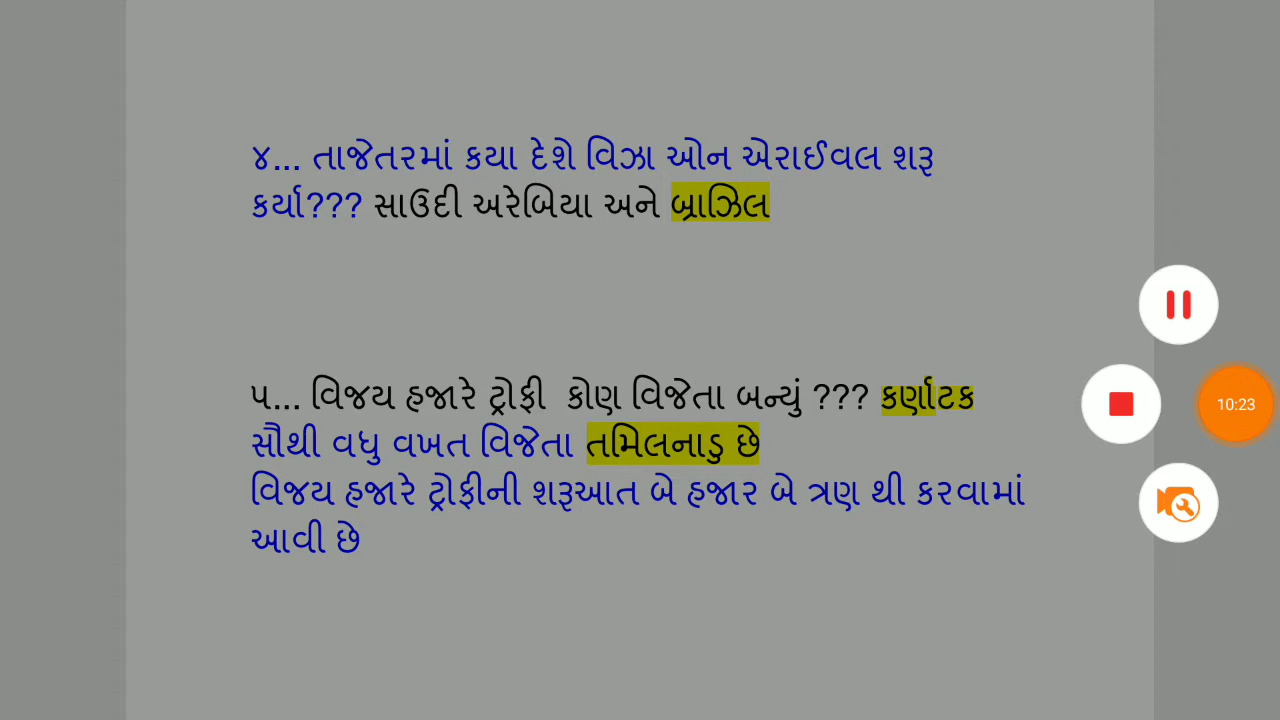 ૪... તાજેતરમાં કયા દેશે વિઝા ઓન એરાઈવલ શરૂ
કર્યા??? સાઉદી અરેબિયા અને બ્રાઝિલ
૫... વિજય હજારે ટ્રોફી કોણ વિજેતા બન્યું ??? કર્ણાટક
સૌથી વધુ વખત વિજેતા તમિલનાડુ છે
વિજય હજારે ટ્રોફીની શરૂઆત બે હજાર બે ત્રણ થી કરવામાં
આવી છે
10:23